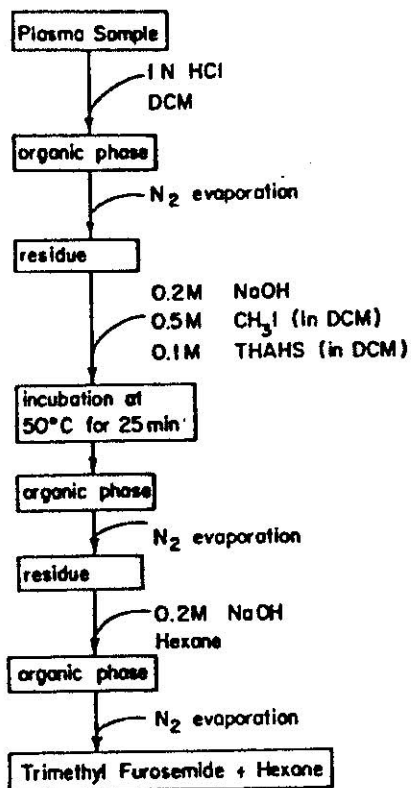 Plasma Sample
1 N HCl
DCM
organic phase
N2 evaporation
residue
0.2M NaOH
0.5M CH3I (in DCM)
0.1M THAHS (in DCM)
incubation at
50°C for 25 min
organic phase
N2 evaporation
residue
0.2M NaOH
Hexane
organic phase
N2 evaporation
Trimethyl Furosemide + Hexane